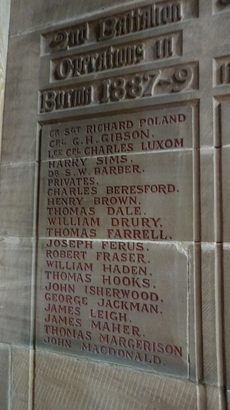 2nd Battalion
Operations in
Burma 1887-9
CR SGT RICHARD POLAND
CPL G.H. GIBSON.
LCE CPL CHARLES LUXOM
HARRY SIMS.
DR S.W. BARBER.
PRIVATES.
CHARLES BERESFORD.
HENRY BROWN.
THOMAS DALE.
WILLIAM DRURY.
THOMAS FARRELL.
JOSEPH FERUS.
ROBERT FRASER.
WILLIAM HADEN.
THOMAS HOOKS.
JOHN ISHERWOOD.
GEORGE JACKMAN.
JAMES LEIGH.
JAMES MAHER.
THOMAS MARGERISON
JOHN MACDONALD.